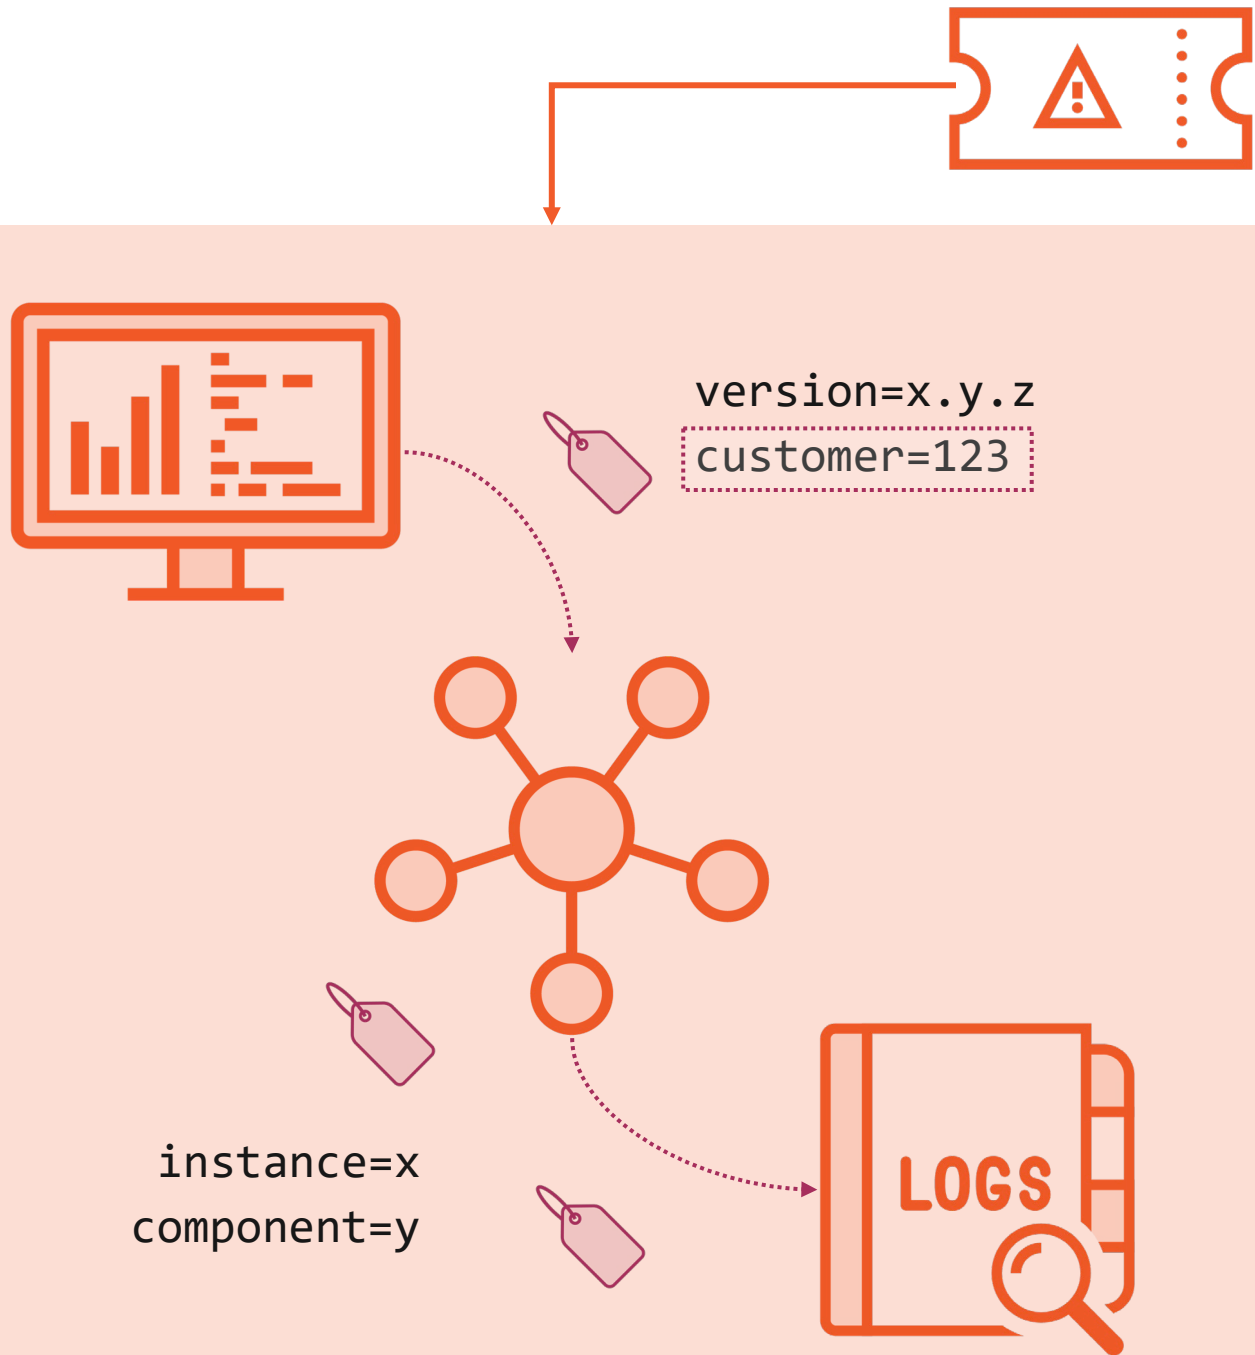 version=x.y.z
customer=123
instance=x
component=y
LOGS